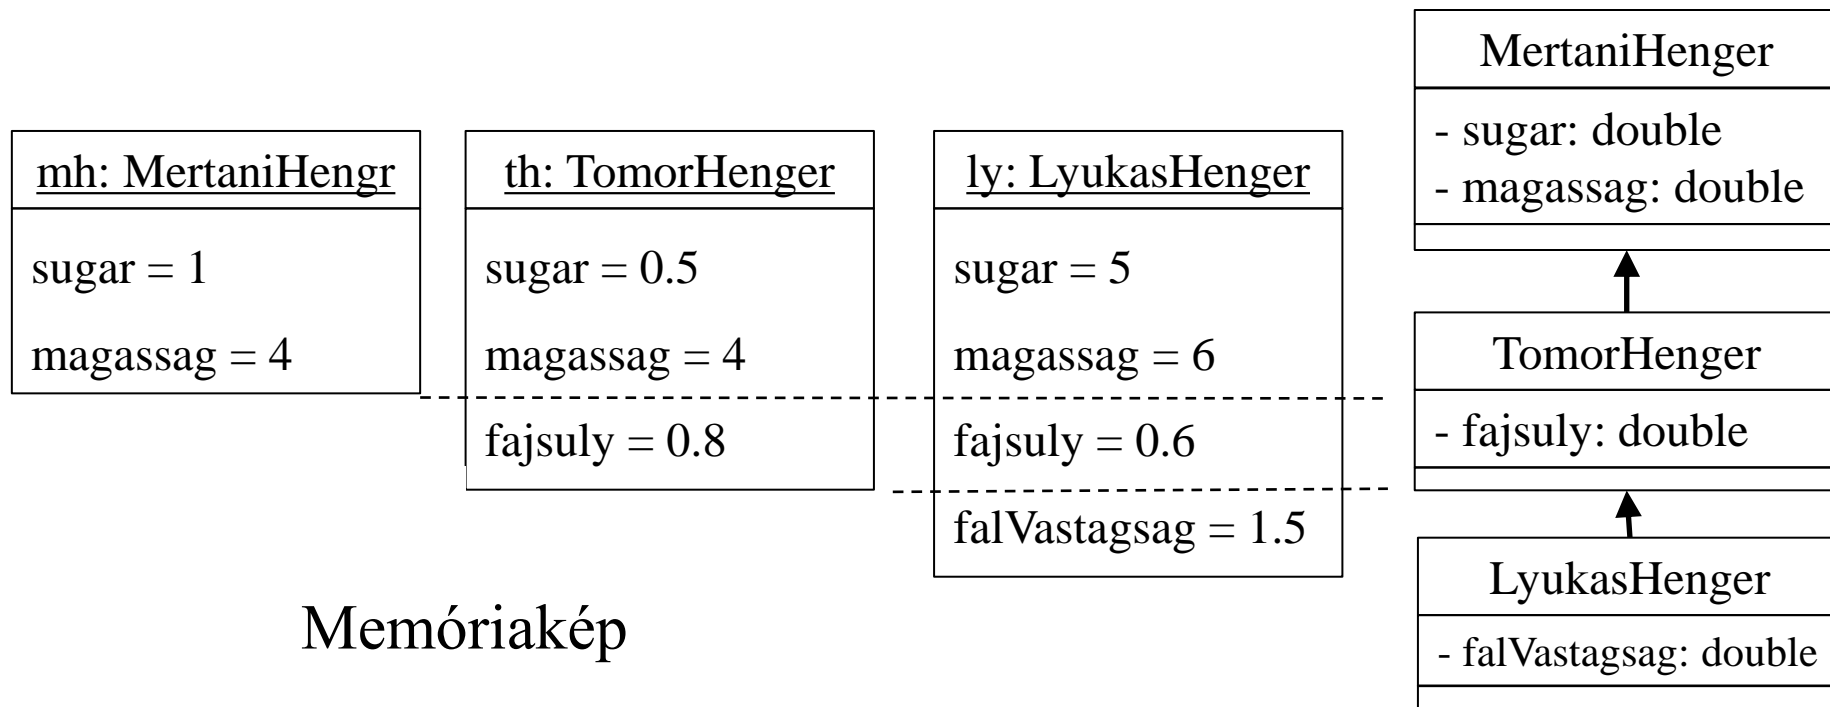 mh: MertaniHengr
sugar = 1
magassag = 4
th: TomorHenger
sugar = 0.5
magassag = 4
fajsuly = 0.8
ly: LyukasHenger
sugar = 5
magassag = 6
fajsuly = 0.6
falVastagsag = 1.5
MertaniHenger
- sugar: double
- magassag: double
TomorHenger
- fajsuly: double
LyukasHenger
- falVastagsag: double
Memóriakép